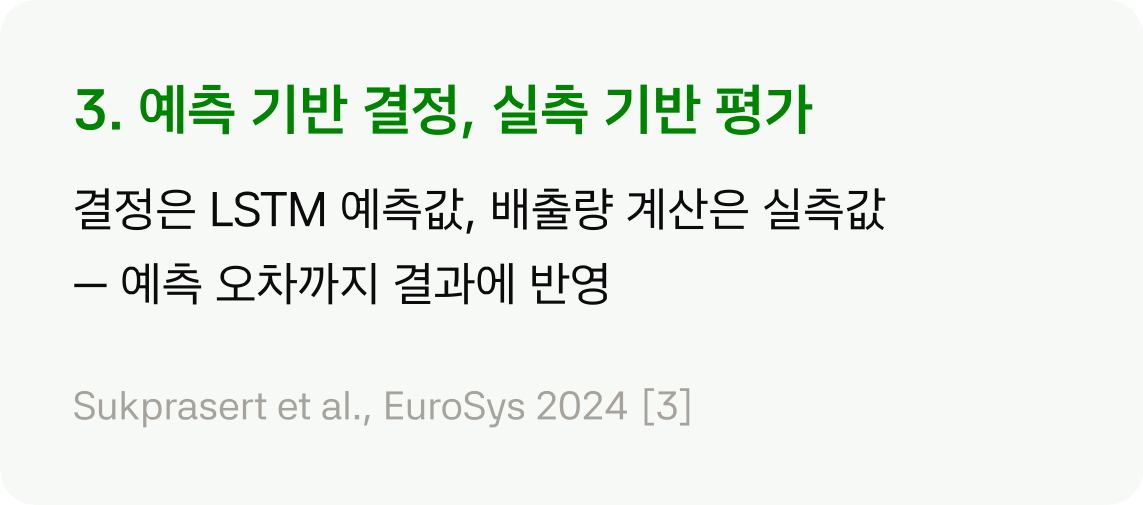 3. 예측 기반 결정, 실측 기반 평가
결정은 LSTM 예측값, 배출량 계산은 실측값
— 예측 오차까지 결과에 반영
Sukprasert et al., EuroSys 2024 [3]